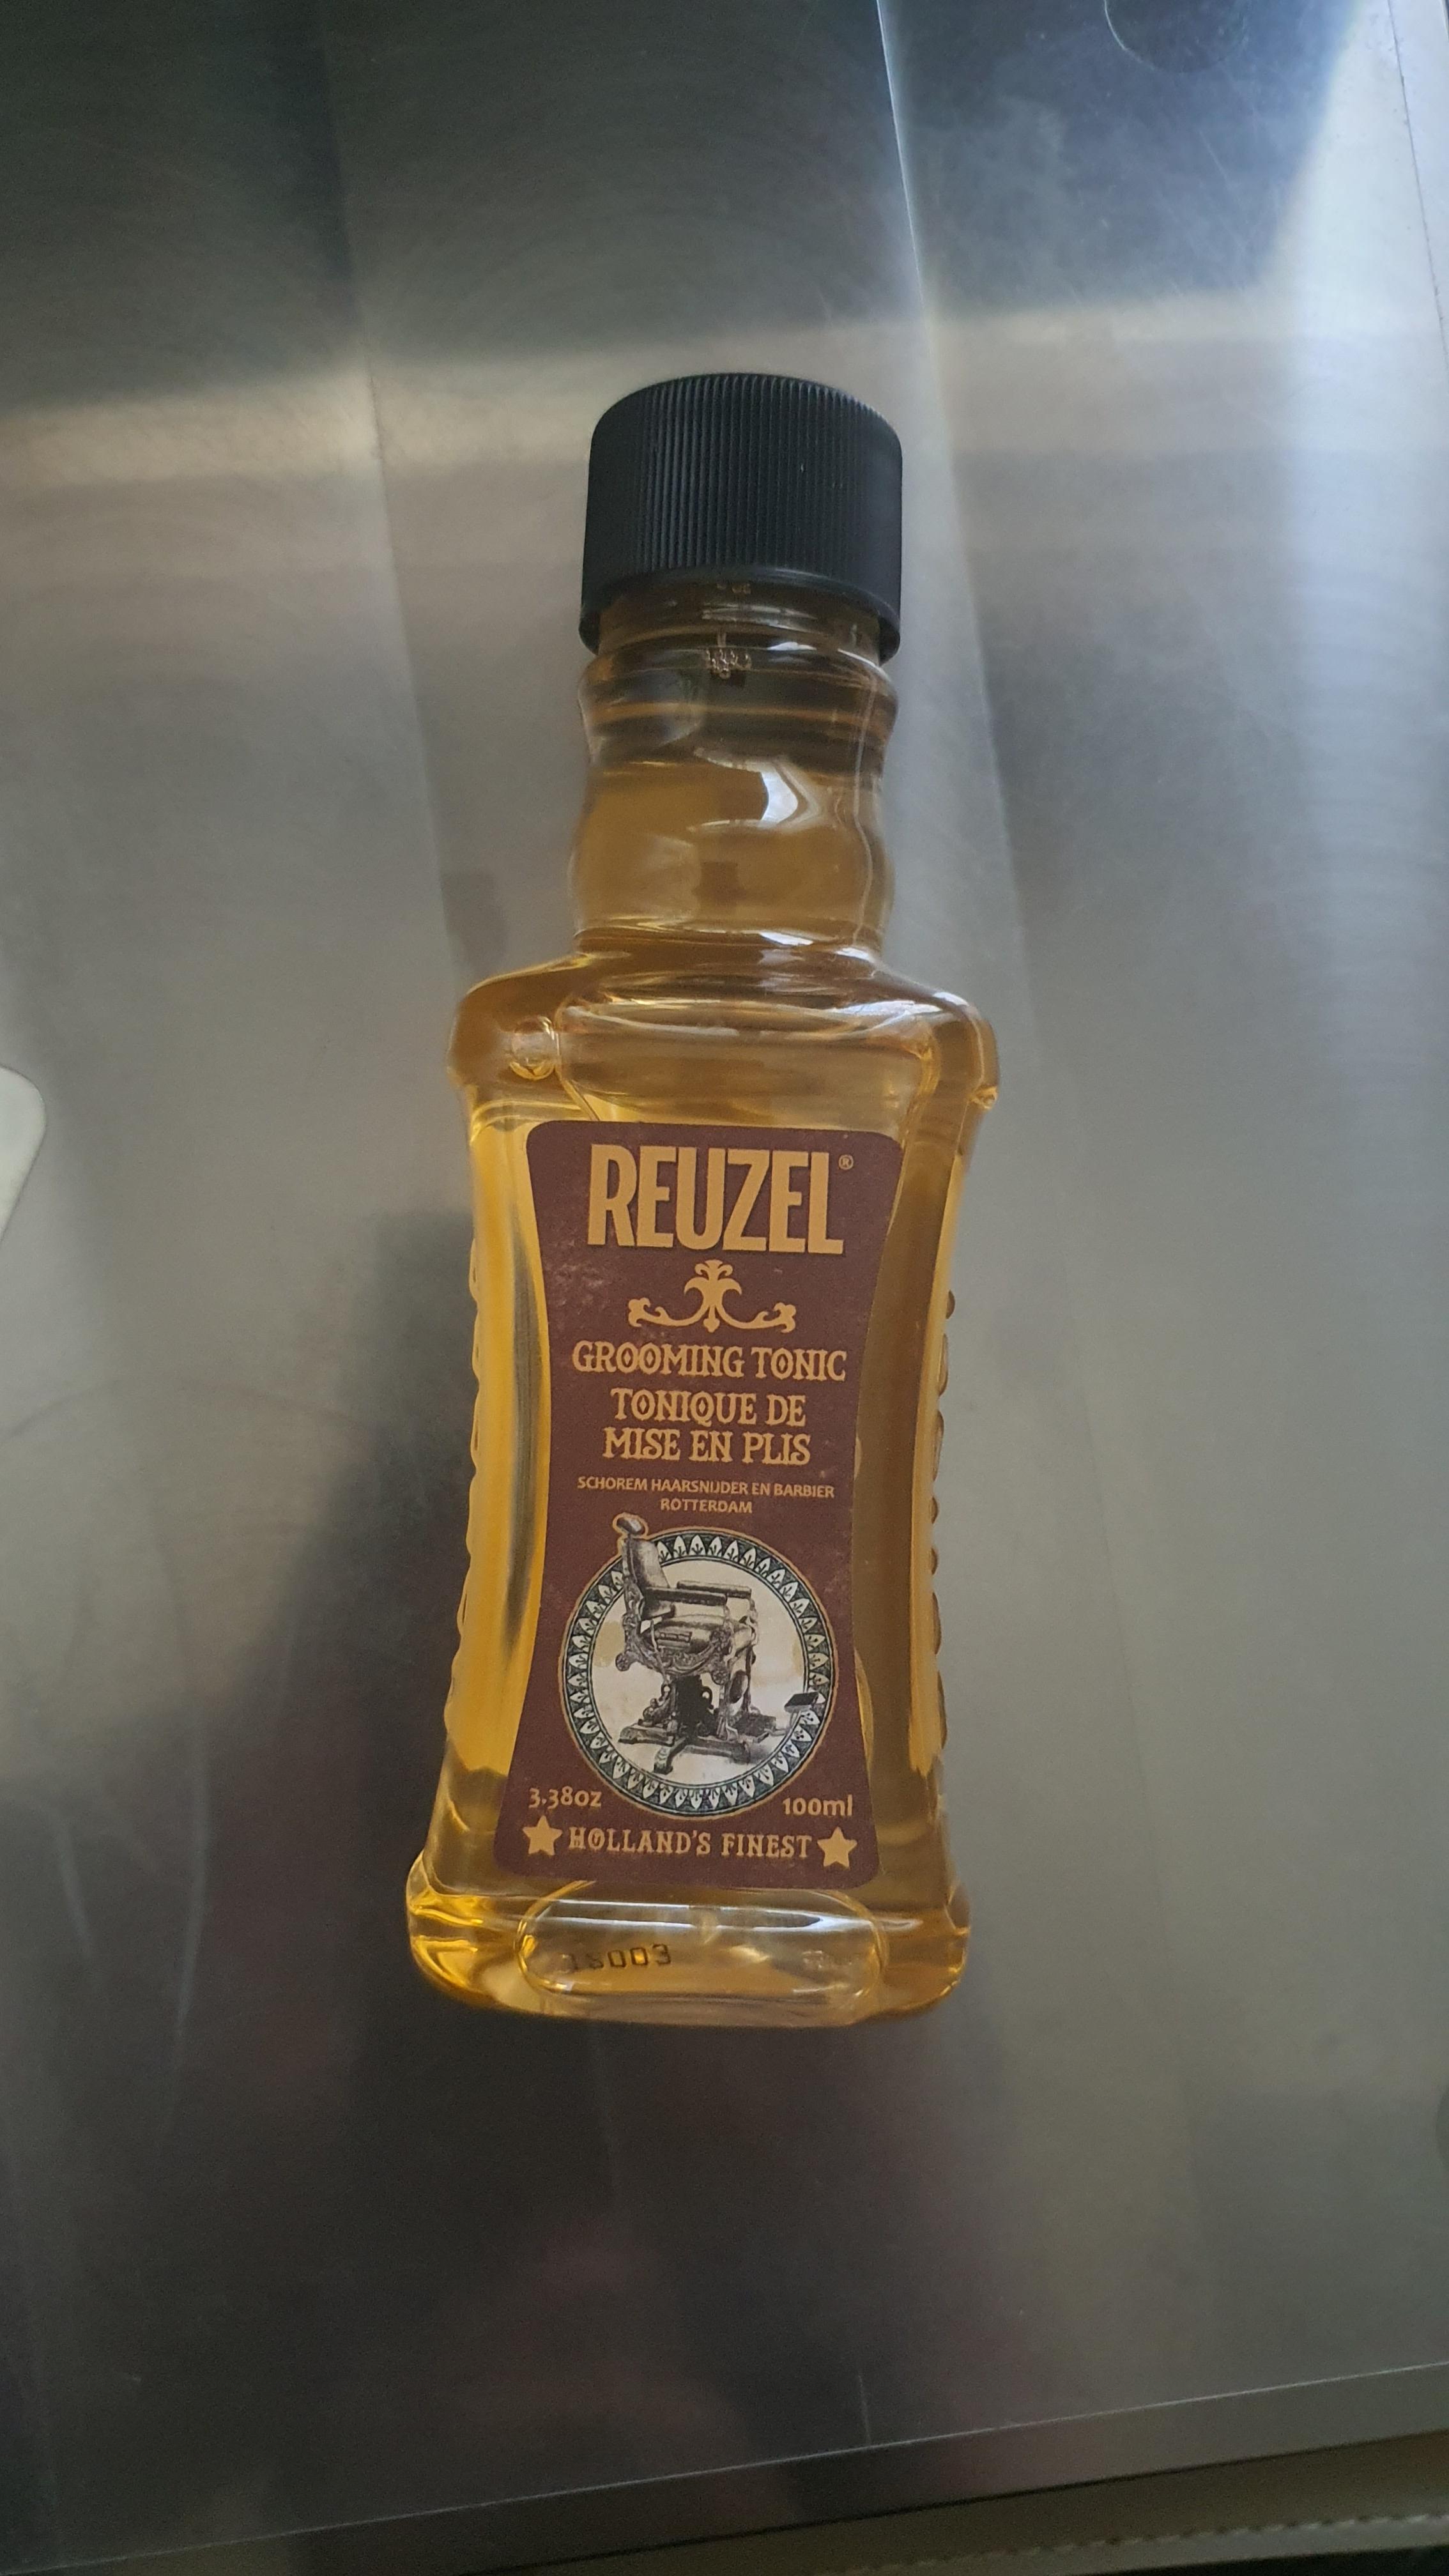 REUZEL®
GROOMING TONIC
TONIQUE DE
MISE EN PLIS
SCHOREM HAARSNIJDER EN BARBIER
ROTTERDAM
3.38oz 100ml
HOLLAND'S FINEST